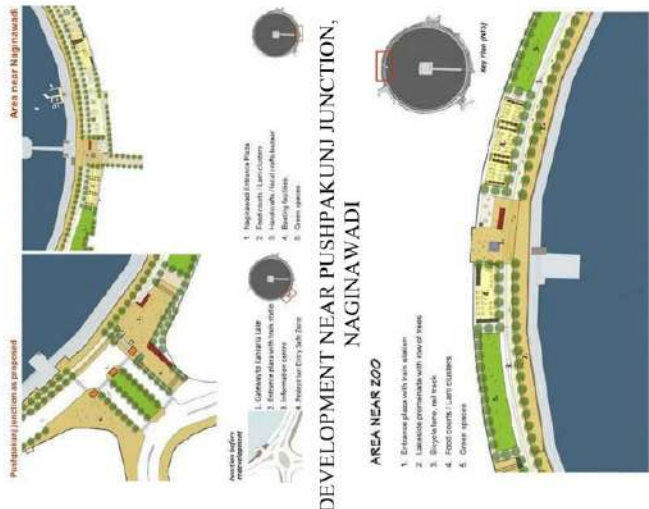 Pushpakunj junction as proposed
Area near Naginawadi
Junction before redevelopment
1. Gateway to Kankaria Lake
2. Entrance plaza with train station
3. Information centre
4. Pedestrian Entry Safe Zone
1 Naginawadi Entrance Plaza
2 Food courts / Lari clusters
3 Handicrafts / local crafts bazaar
4 Boating facilities
5 Green spaces
DEVELOPMENT NEAR PUSHPAKUNJ JUNCTION,
NAGINAWADI
AREA NEAR ZOO
1. Entrance plaza with train station
2 Lakeside promenade with row of trees
3. Bicycle lane, rail track
4. Food courts / Lari clusters
5 Green spaces
Key Plan (NTS)